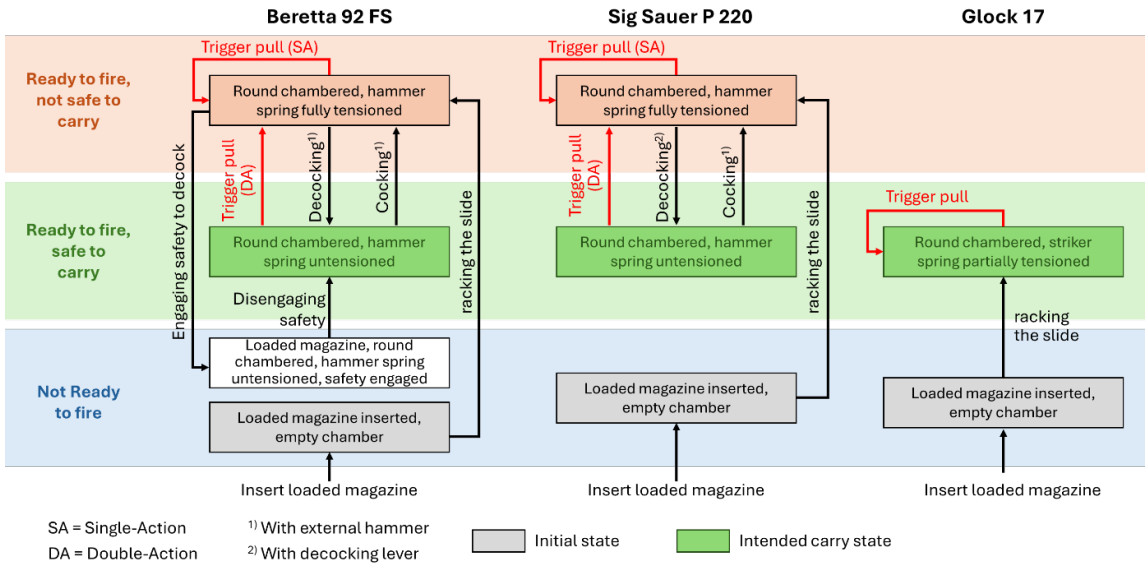 Beretta 92 FS
Sig Sauer P 220
Glock 17
Ready to fire,
not safe to
carry
Trigger pull (SA)
Round chambered, hammer
spring fully tensioned
Engaging safety to decock
Trigger pull
(DA)
Decocking¹⁾
Cocking¹⁾
racking the slide
Trigger pull (SA)
Round chambered, hammer
spring fully tensioned
Trigger pull
(DA)
Decocking²⁾
Cocking¹⁾
racking the slide
Ready to fire,
safe to
carry
Round chambered, hammer
spring untensioned
Disengaging
safety
Round chambered, hammer
spring untensioned
Trigger pull
Round chambered, striker
spring partially tensioned
racking
the slide
Not Ready
to fire
Loaded magazine, round
chambered, hammer spring
untensioned, safety engaged
Loaded magazine inserted,
empty chamber
Loaded magazine inserted,
empty chamber
Loaded magazine inserted,
empty chamber
Insert loaded magazine
Insert loaded magazine
Insert loaded magazine
SA = Single-Action
DA = Double-Action
¹⁾ With external hammer
²⁾ With decocking lever
Initial state
Intended carry state